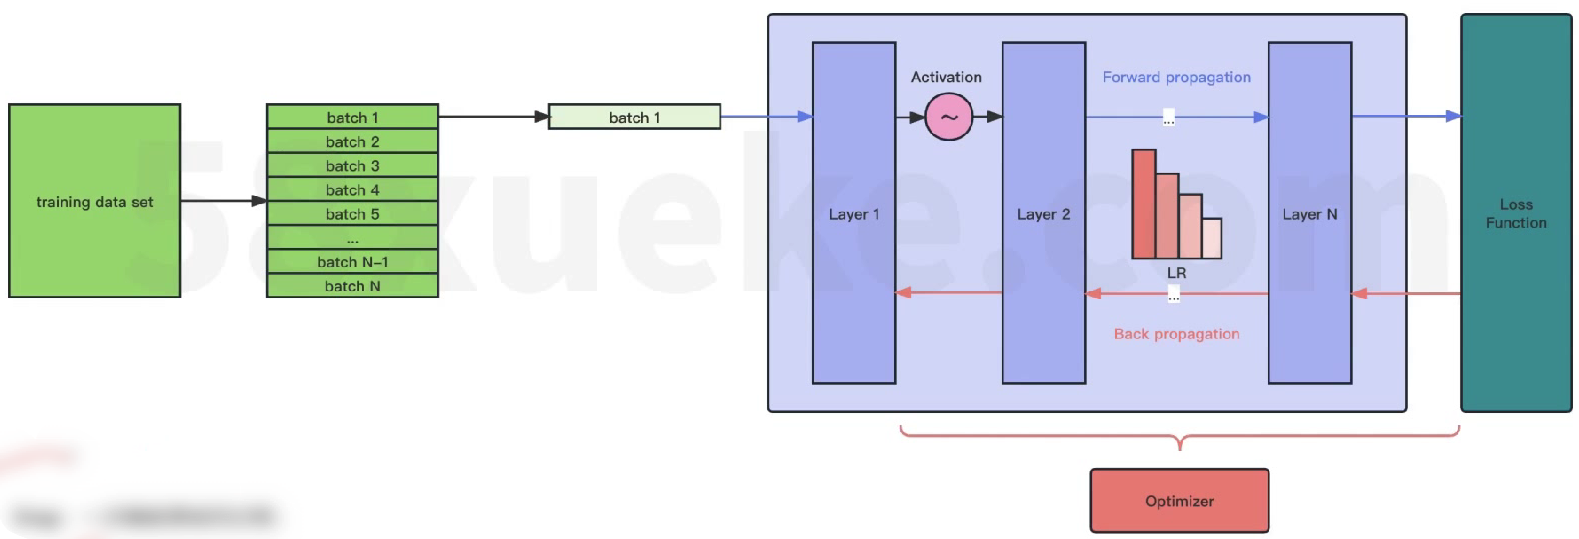 training data set
batch 1
batch 2
batch 3
batch 4
batch 5
...
batch N-1
batch N
batch 1
Layer 1
Activation
~
Layer 2
Forward propagation
...
LR
...
Back propagation
Layer N
Loss
Function
Optimizer
58xueke.com